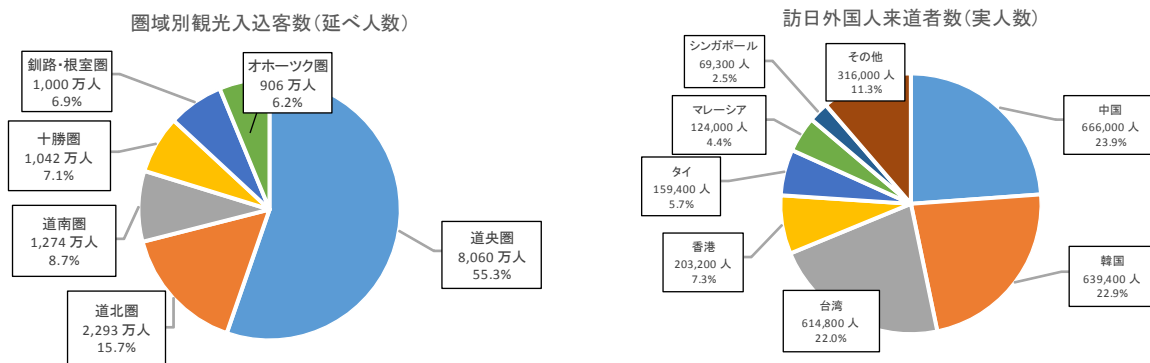 圏域別観光入込客数(延べ人数)
釧路・根室圏
1,000 万人
6.9%
オホーツク圏
906 万人
6.2%
十勝圏
1,042 万人
7.1%
道南圏
1,274 万人
8.7%
道北圏
2,293 万人
15.7%
道央圏
8,060 万人
55.3%
訪日外国人来道者数(実人数)
シンガポール
69,300 人
2.5%
その他
316,000 人
11.3%
マレーシア
124,000 人
4.4%
タイ
159,400 人
5.7%
香港
203,200 人
7.3%
台湾
614,800 人
22.0%
中国
666,000 人
23.9%
韓国
639,400 人
22.9%